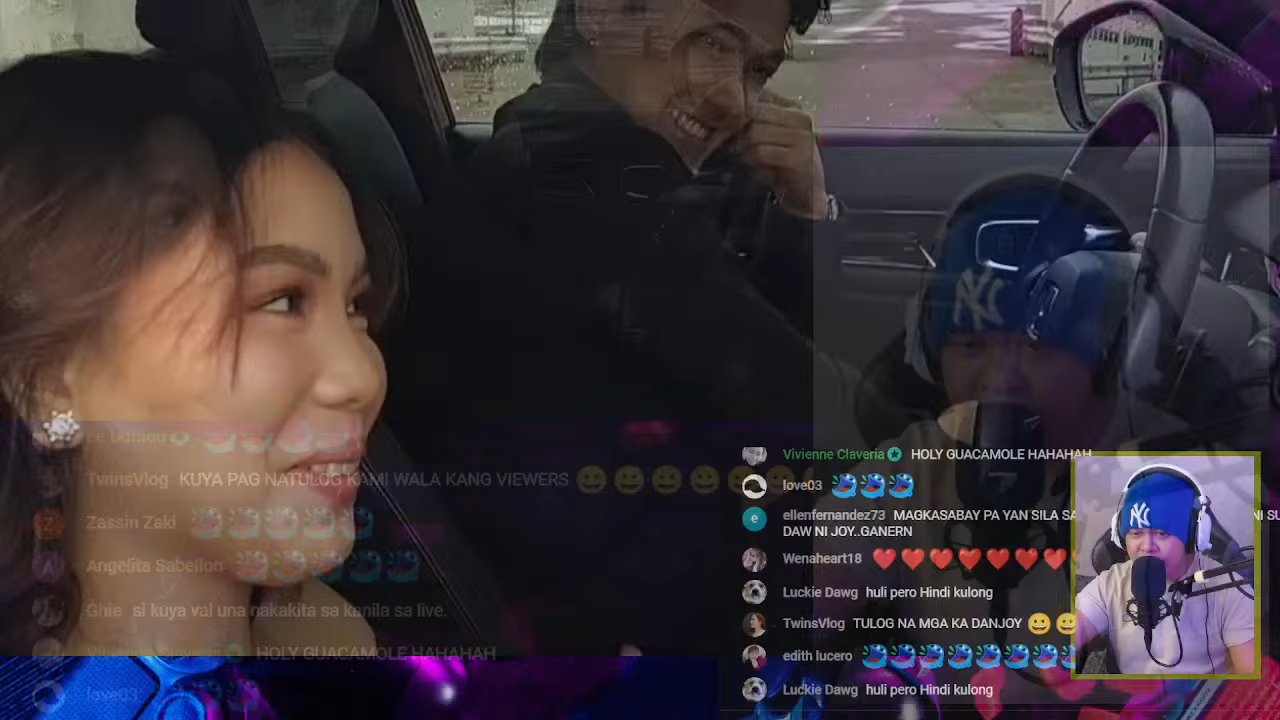 TwinsVlog KUYA PAG NATULOG KAMI WALA KANG VIEWERS
Zassin Zaki
Angelita Sabellon
Ghie si kuya val una nakakita sa kanila sa live.
HOLY GUACAMOLE HAHAHAH
love03
Vivienne Claveria HOLY GUACAMOLE HAHAHAH
love03
ellenfernandez73 MAGKASABAY PA YAN SILA
DAW NI JOY..GANERN
Wenaheart18
Luckie Dawg huli pero Hindi kulong
TwinsVlog TULOG NA MGA KA DANJOY
edith lucero
Luckie Dawg huli pero Hindi kulong
NY
NY